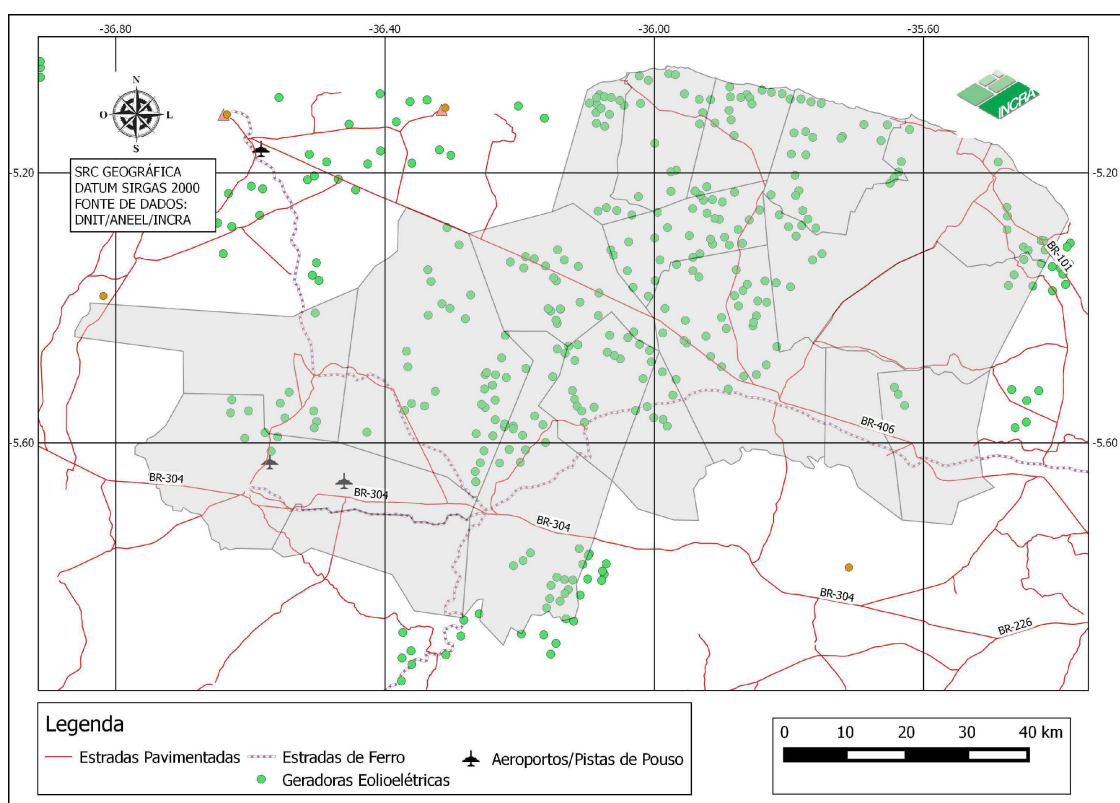 -36.80 -36.40 -36.00 -35.60
N
O L
S
INCRA
-5.20 -5.20
SRC GEOGRÁFICA
DATUM SIRGAS 2000
FONTE DE DADOS:
DNIT/ANEEL/INCRA
BR-101
BR-406
-5.60 -5.60
BR-304
BR-304
BR-304
BR-304
BR-226
Legenda
Estradas Pavimentadas Estradas de Ferro Aeroportos/Pistas de Pouso
Geradoras Eolioelétricas
0 10 20 30 40 km